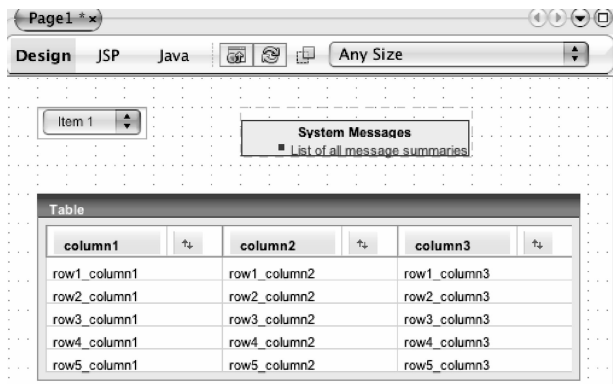 Page1 * x
Design JSP Java Any Size
Item 1
System Messages
List of all message summaries
Table
column1 column2 column3
row1_column1 row1_column2 row1_column3
row2_column1 row2_column2 row2_column3
row3_column1 row3_column2 row3_column3
row4_column1 row4_column2 row4_column3
row5_column1 row5_column2 row5_column3